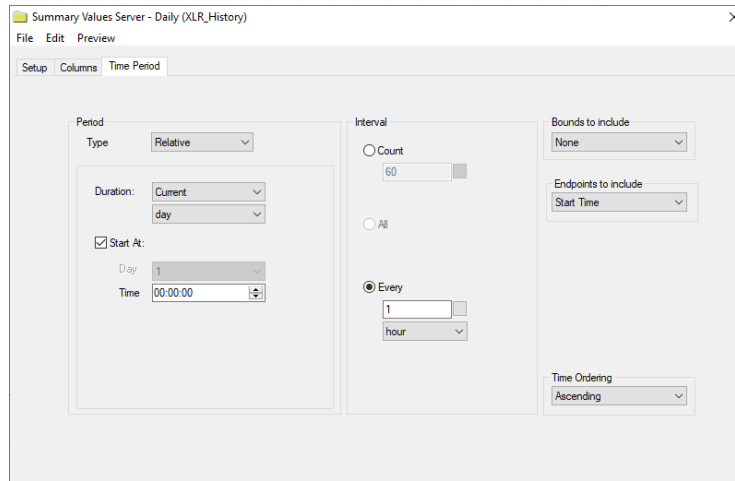 Summary Values Server - Daily (XLR_History)
File Edit Preview
Setup Columns Time Period
Period
Type Relative
Duration: Current
day
Start At:
Day 1
Time 00:00:00
Interval
Count
60
All
Every
1
hour
Bounds to include
None
Endpoints to include
Start Time
Time Ordering
Ascending